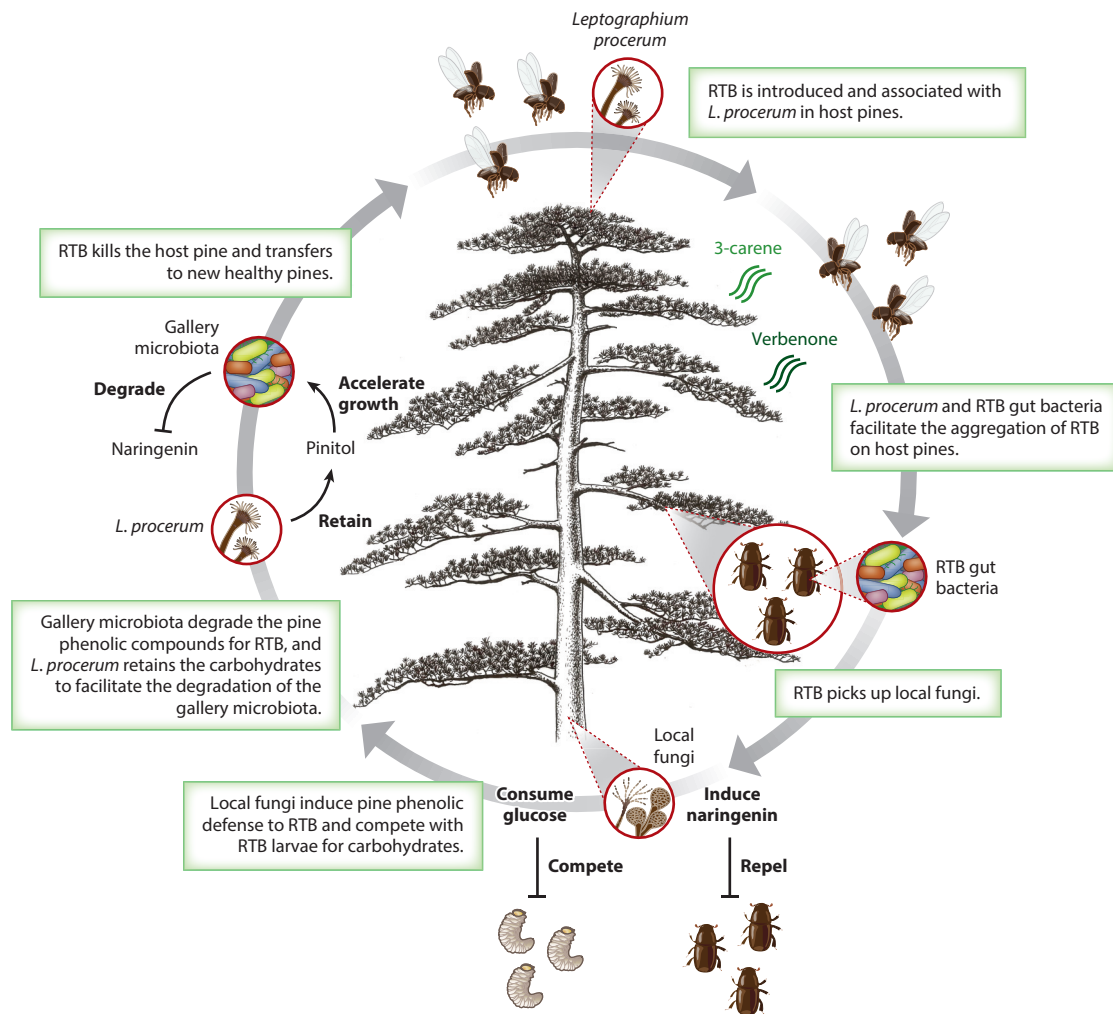 Leptographium
procerum
RTB is introduced and associated with
L. procerum in host pines.
RTB kills the host pine and transfers
to new healthy pines.
3-carene
Verbenone
Gallery
microbiota
Degrade
Accelerate
growth
Naringenin
Pinitol
L. procerum
Retain
L. procerum and RTB gut bacteria
facilitate the aggregation of RTB
on host pines.
RTB gut
bacteria
Gallery microbiota degrade the pine
phenolic compounds for RTB, and
L. procerum retains the carbohydrates
to facilitate the degradation of the
gallery microbiota.
RTB picks up local fungi.
Local
fungi
Local fungi induce pine phenolic
defense to RTB and compete with
RTB larvae for carbohydrates.
Consume
glucose
Induce
naringenin
Compete
Repel